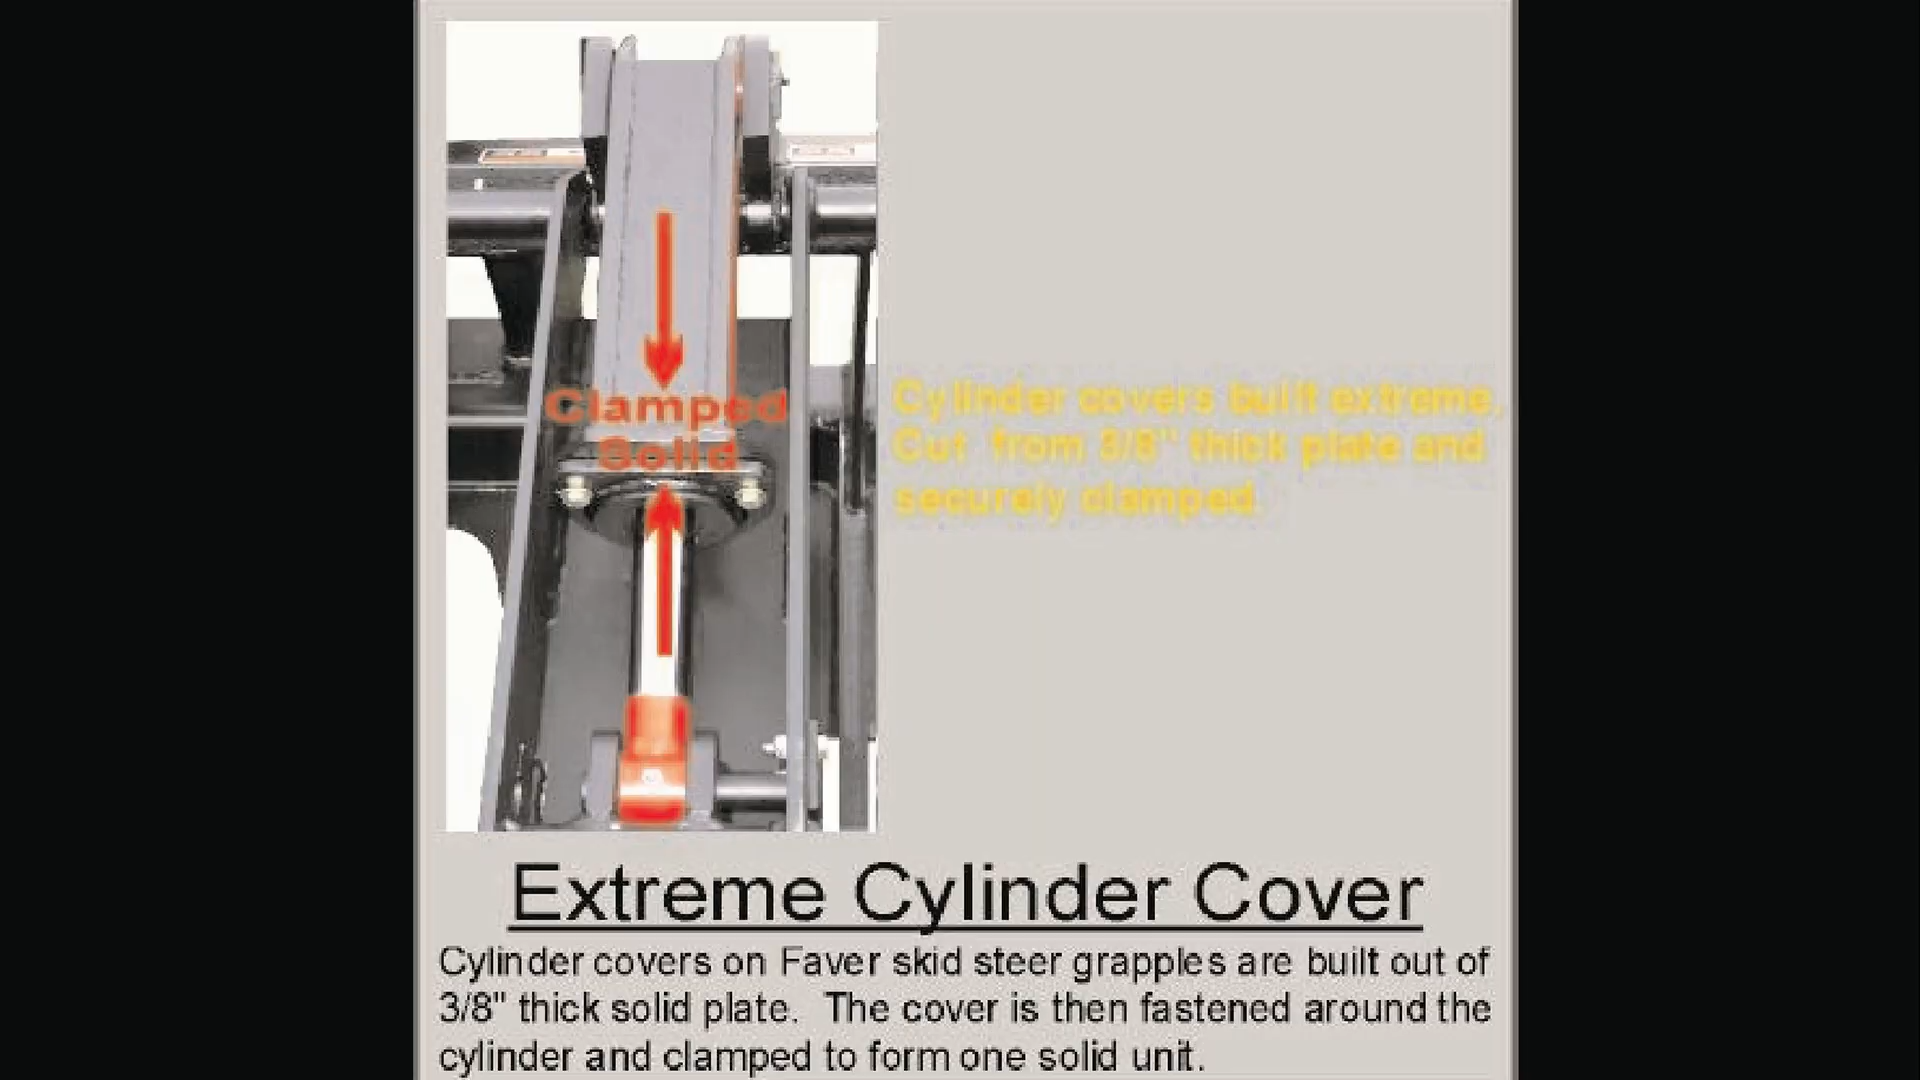 Clamped
Solid
Cylinder covers built extreme.
Cut from 3/8" thick plate and
securely clamped.
Extreme Cylinder Cover
Cylinder covers on Faver skid steer grapples are built out of
3/8" thick solid plate. The cover is then fastened around the
cylinder and clamped to form one solid unit.